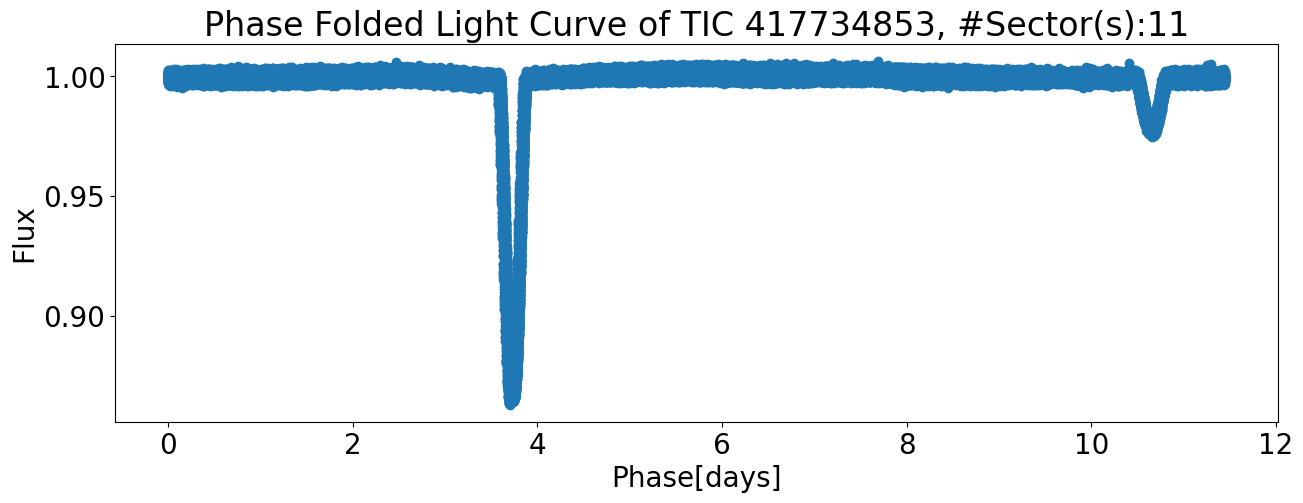 Phase Folded Light Curve of TIC 417734853, #Sector(s):11
1.00
0.95
0.90
Flux
0 2 4 6 8 10 12
Phase[days]